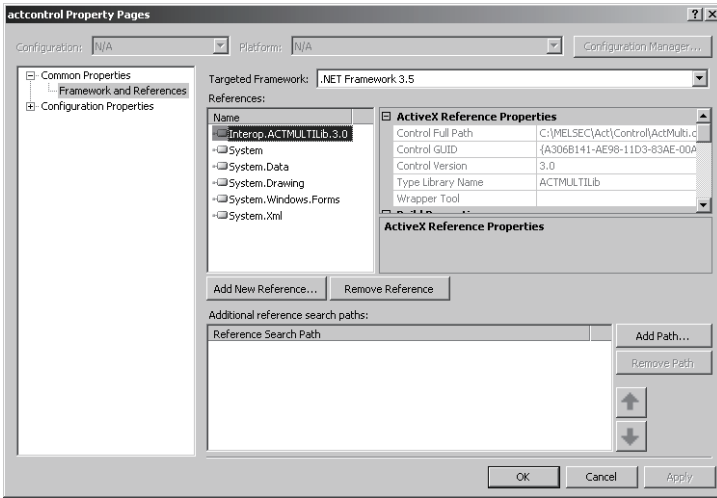 actcontrol Property Pages
Configuration: N/A Platform: N/A Configuration Manager...
Common Properties
Framework and References
Configuration Properties
Targeted Framework: .NET Framework 3.5
References:
Name
Interop.ACTMULTILib.3.0
System
System.Data
System.Drawing
System.Windows.Forms
System.Xml
ActiveX Reference Properties
Control Full Path C:\MELSEC\Act\Control\ActMulti.
Control GUID {A306B141-AE98-11D3-83AE-00A
Control Version 3.0
Type Library Name ACTMULTILib
Wrapper Tool
ActiveX Reference Properties
Add New Reference... Remove Reference
Additional reference search paths:
Reference Search Path
Add Path...
Remove Path
OK Cancel Apply